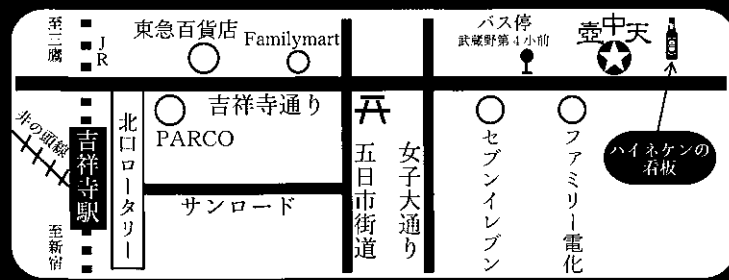 至三鷹
JR
東急百貨店
Familymart
バス停
武蔵野第4小前
壺中天
井の頭線
吉祥寺駅
北口ロータリー
PARCO
吉祥寺通り
サンロード
五日市街道
女子大通り
セブンイレブン
ファミリー電化
ハイネケンの
看板
至新宿